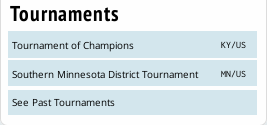 Tournaments
Tournament of Champions KY/US
Southern Minnesota District Tournament MN/US
See Past Tournaments